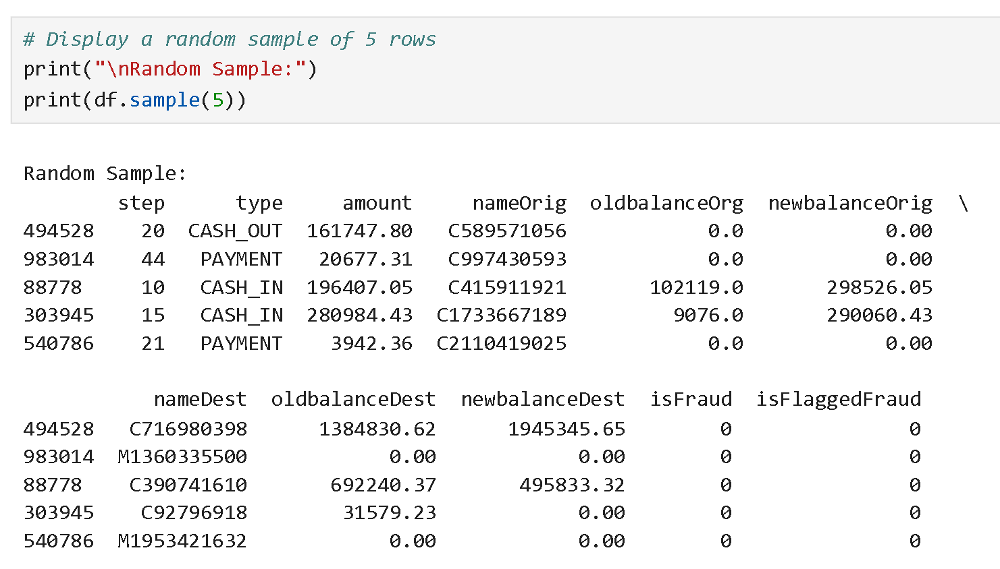 # Display a random sample of 5 rows
print("\nRandom Sample:")
print(df.sample(5))
Random Sample:
        step      type     amount     nameOrig  oldbalanceOrg  newbalanceOrig  \
494528    20  CASH_OUT  161747.80   C589571056            0.0            0.00
983014    44   PAYMENT   20677.31   C997430593            0.0            0.00
88778     10   CASH_IN  196407.05   C415911921       102119.0       298526.05
303945    15   CASH_IN  280984.43  C1733667189         9076.0       290060.43
540786    21   PAYMENT    3942.36  C2110419025            0.0            0.00
           nameDest  oldbalanceDest  newbalanceDest  isFraud  isFlaggedFraud
494528   C716980398      1384830.62      1945345.65        0               0
983014  M1360335500            0.00            0.00        0               0
88778    C390741610       692240.37       495833.32        0               0
303945    C92796918        31579.23            0.00        0               0
540786  M1953421632            0.00            0.00        0               0